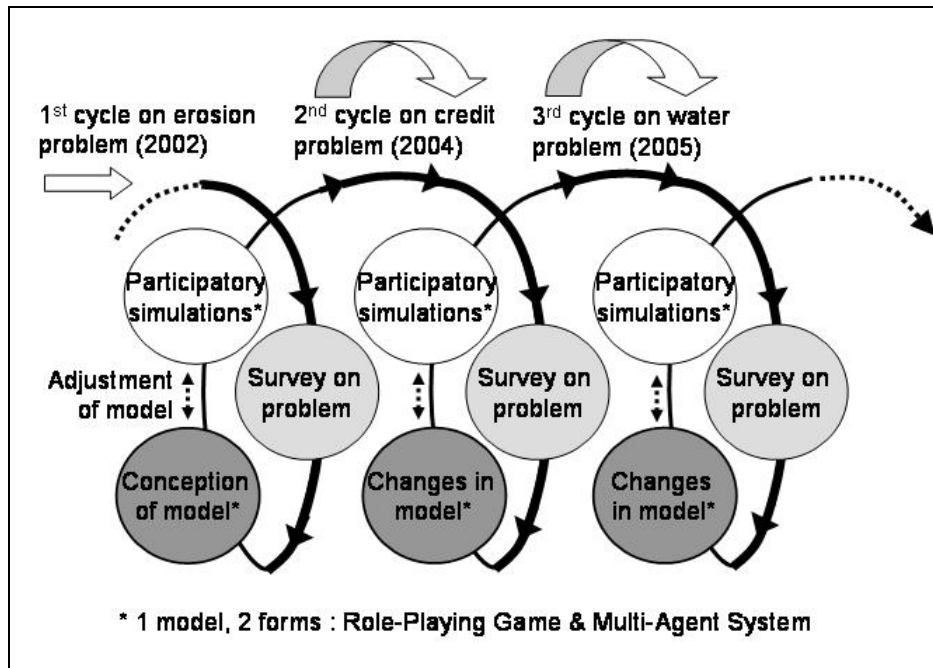 1st cycle on erosion
problem (2002)
2nd cycle on credit
problem (2004)
3rd cycle on water
problem (2005)
Participatory
simulations*
Participatory
simulations*
Participatory
simulations*
Adjustment
of model
Survey on
problem
Survey on
problem
Survey on
problem
Conception
of model*
Changes in
model*
Changes
in model*
* 1 model, 2 forms : Role-Playing Game & Multi-Agent System